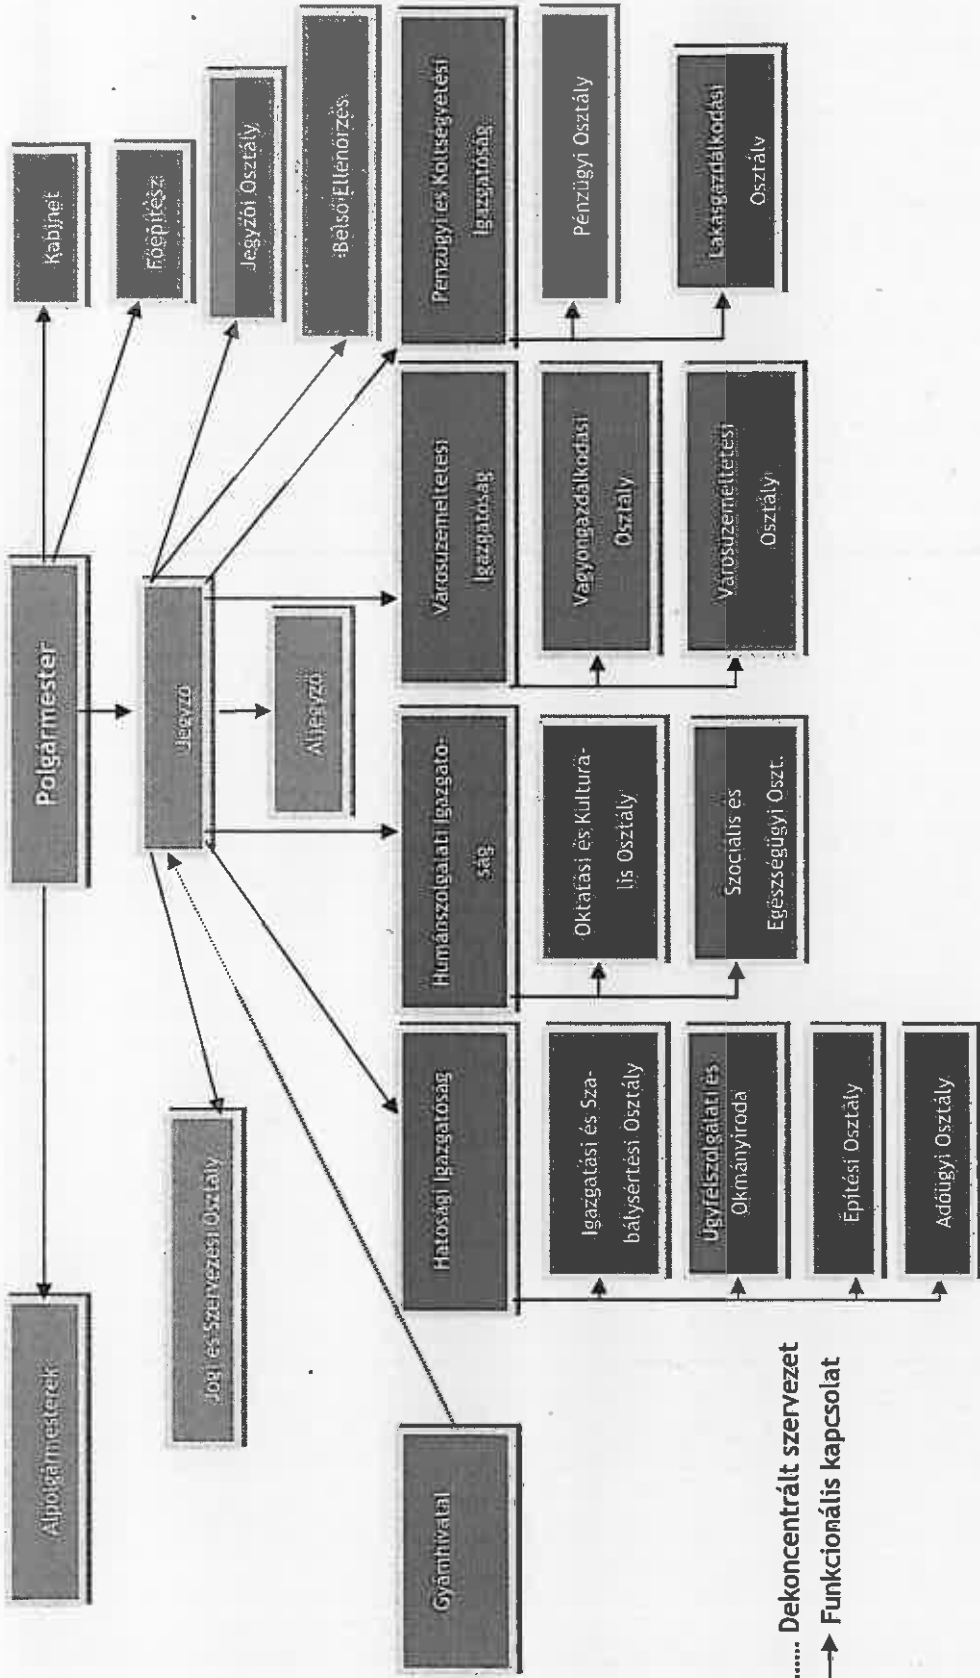 Polgármester
Alpolgármesterek
Kabinet
Főépítész
Jegyző
Jogi és Szervezési Osztály
Jegyzői Osztály
Aljegyző
Belső Ellenőrzés
Gyámhivatal
Hatósági Igazgatóság
Humánszolgálati Igazgató-
ság
Városüzemeltetési
Igazgatóság
Pénzügyi és Költségvetési
Igazgatóság
Igazgatási és Sza-
bálysértési Osztály
Ügyfélszolgálati és
Okmányiroda
Építési Osztály
Adóügyi Osztály
Oktatási és Kulturá-
lis Osztály
Szociális és
Egészségügyi Oszt.
Vagyongazdálkodási
Osztály
Városüzemeltetési
Osztály
Pénzügyi Osztály
Lakásgazdálkodási
Osztály
Dekoncentrált szervezet
Funkcionális kapcsolat